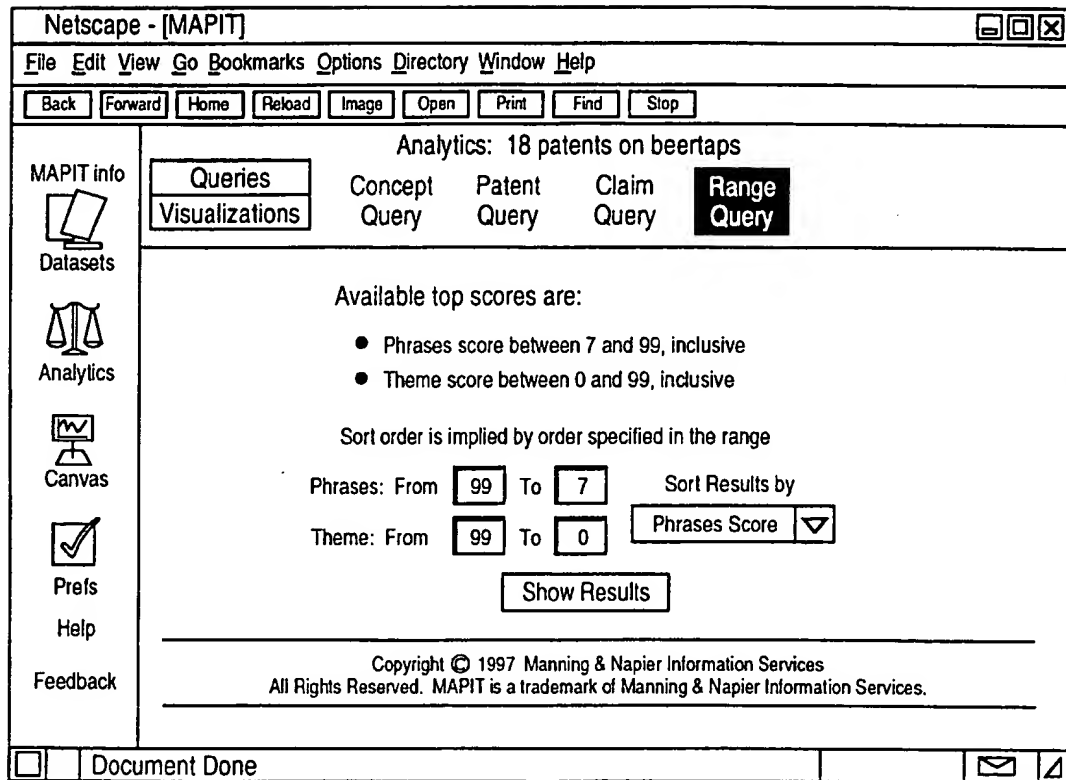 Netscape - [MAPIT]
File Edit View Go Bookmarks Options Directory Window Help
Back Forward Home Reload Image Open Print Find Stop
MAPIT info
Datasets
Analytics
Canvas
Prefs
Help
Feedback
Analytics: 18 patents on beertaps
Queries
Visualizations
Concept Query
Patent Query
Claim Query
Range Query
Available top scores are:
● Phrases score between 7 and 99, inclusive
● Theme score between 0 and 99, inclusive
Sort order is implied by order specified in the range
Phrases: From 99 To 7
Theme: From 99 To 0
Sort Results by
Phrases Score
Show Results
Copyright © 1997 Manning & Napier Information Services
All Rights Reserved. MAPIT is a trademark of Manning & Napier Information Services.
Document Done